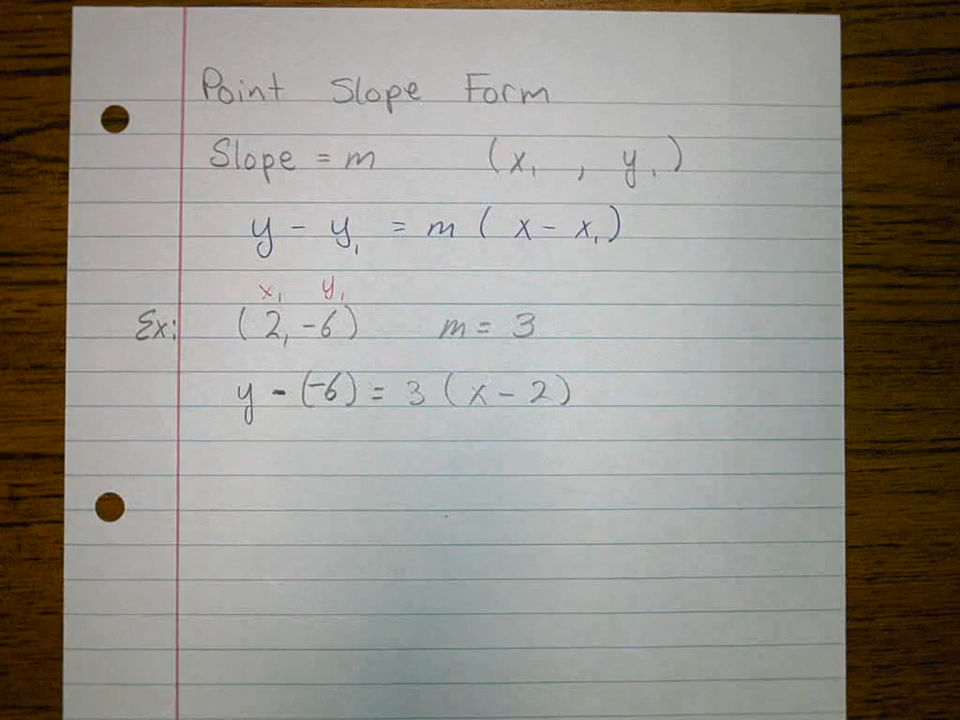 Point Slope Form
Slope = m (x₁ , y₁)
y - y₁ = m ( x - x₁)
x₁ y₁
Ex: (2, -6) m = 3
y - (-6) = 3 (x - 2)